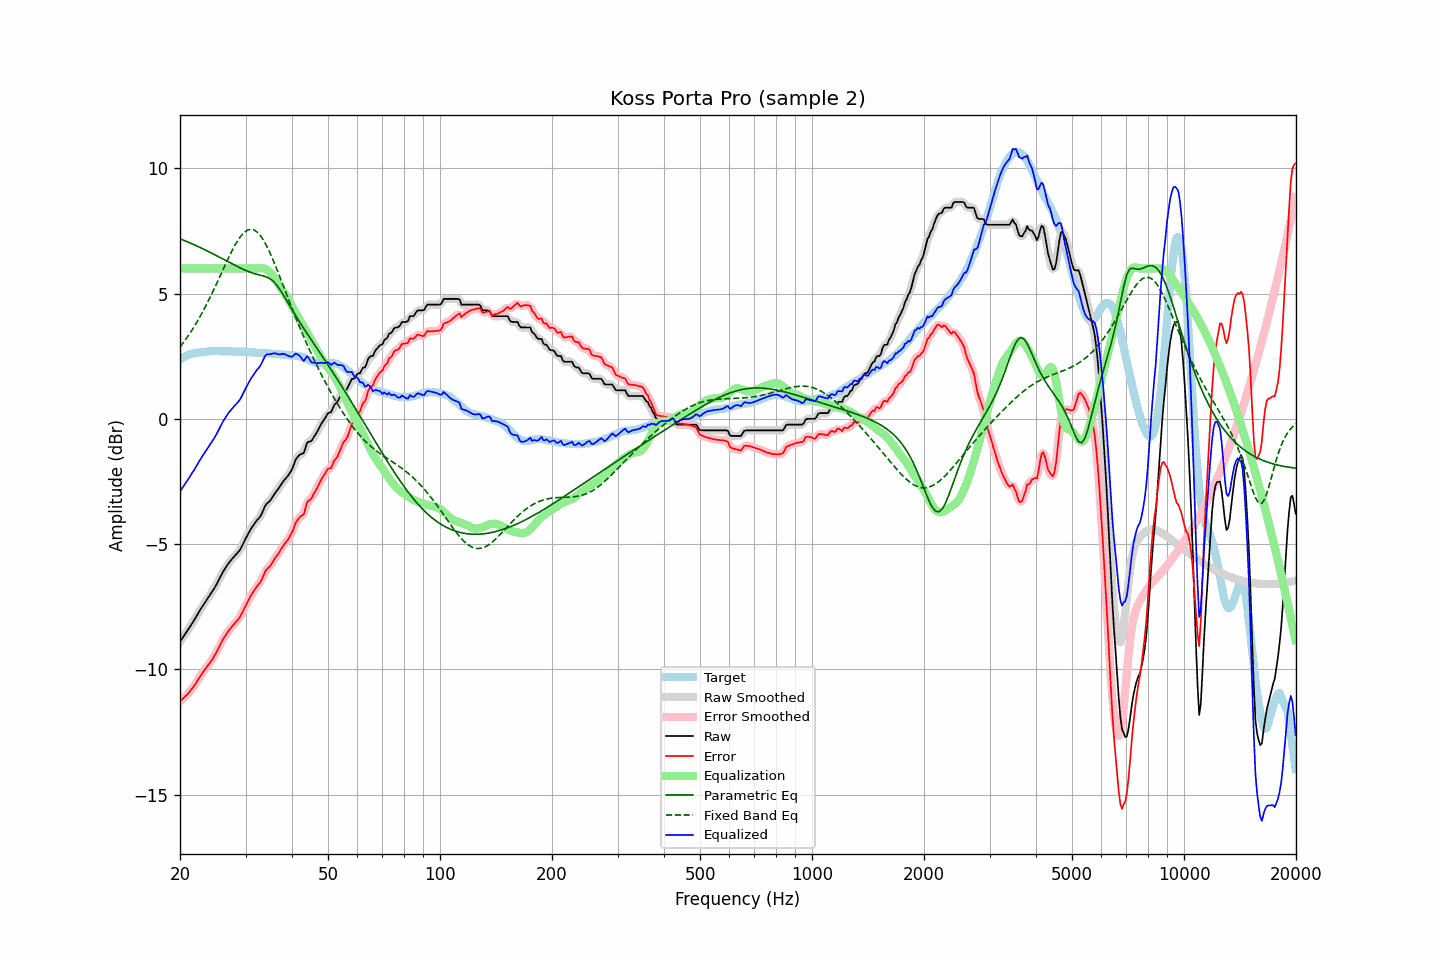 Koss Porta Pro (sample 2)
Amplitude (dBr)
10
5
0
−5
−10
−15
20
50
100
200
500
1000
2000
5000
10000
20000
Frequency (Hz)
Target
Raw Smoothed
Error Smoothed
Raw
Error
Equalization
Parametric Eq
Fixed Band Eq
Equalized